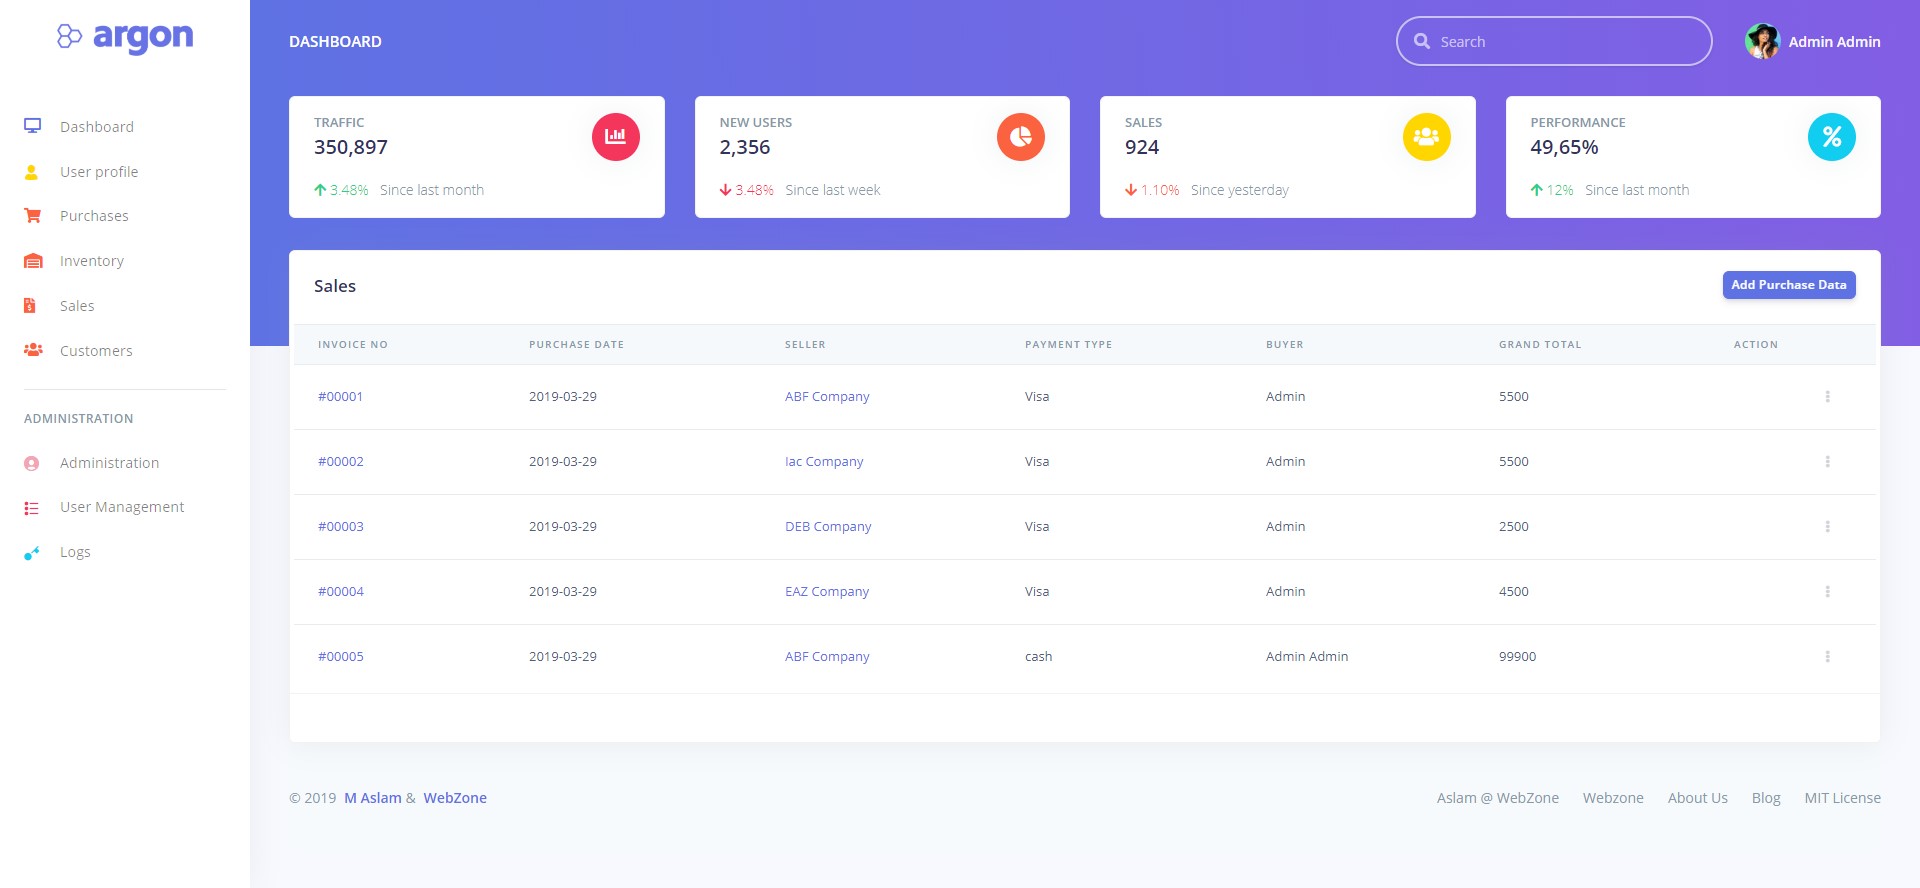 argon
Dashboard
User profile
Purchases
Inventory
Sales
Customers
ADMINISTRATION
Administration
User Management
Logs
DASHBOARD
Search
Admin Admin
TRAFFIC
350,897
3.48% Since last month
NEW USERS
2,356
3.48% Since last week
SALES
924
1.10% Since yesterday
PERFORMANCE
49,65%
12% Since last month
Sales
Add Purchase Data
INVOICE NO PURCHASE DATE SELLER PAYMENT TYPE BUYER GRAND TOTAL ACTION
#00001 2019-03-29 ABF Company Visa Admin 5500
#00002 2019-03-29 Iac Company Visa Admin 5500
#00003 2019-03-29 DEB Company Visa Admin 2500
#00004 2019-03-29 EAZ Company Visa Admin 4500
#00005 2019-03-29 ABF Company cash Admin Admin 99900
© 2019 M Aslam & WebZone
Aslam @ WebZone Webzone About Us Blog MIT License